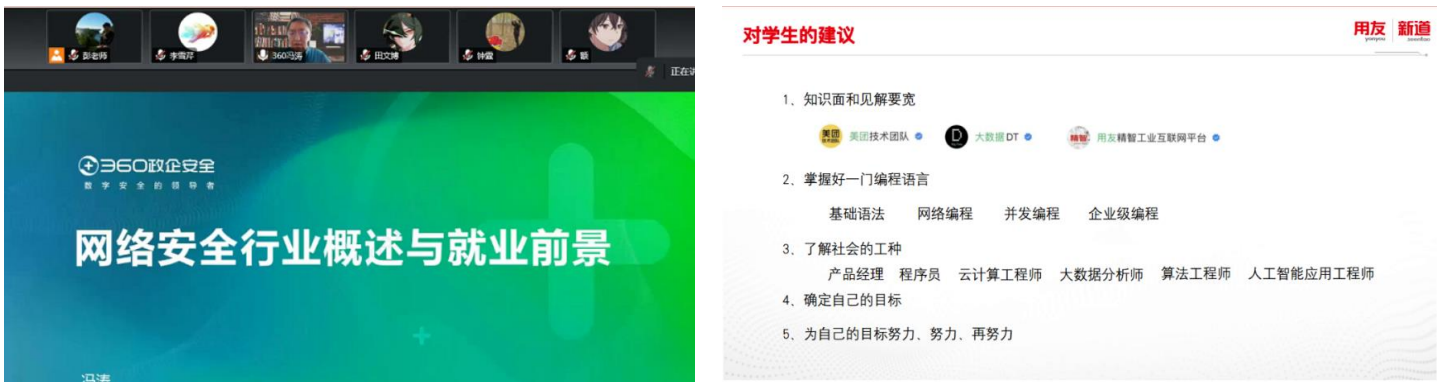 彭老师
李雪芹
360冯涛
田文博
钟震
颖
360政企安全
数字安全的领导者
网络安全行业概述与就业前景
冯涛
对学生的建议
用友 新道
yonyou seentao
1、知识面和见解要宽
美团技术团队 大数据DT 用友精智工业互联网平台
2、掌握好一门编程语言
基础语法 网络编程 并发编程 企业级编程
3、了解社会的工种
产品经理 程序员 云计算工程师 大数据分析师 算法工程师 人工智能应用工程师
4、确定自己的目标
5、为自己的目标努力、努力、再努力